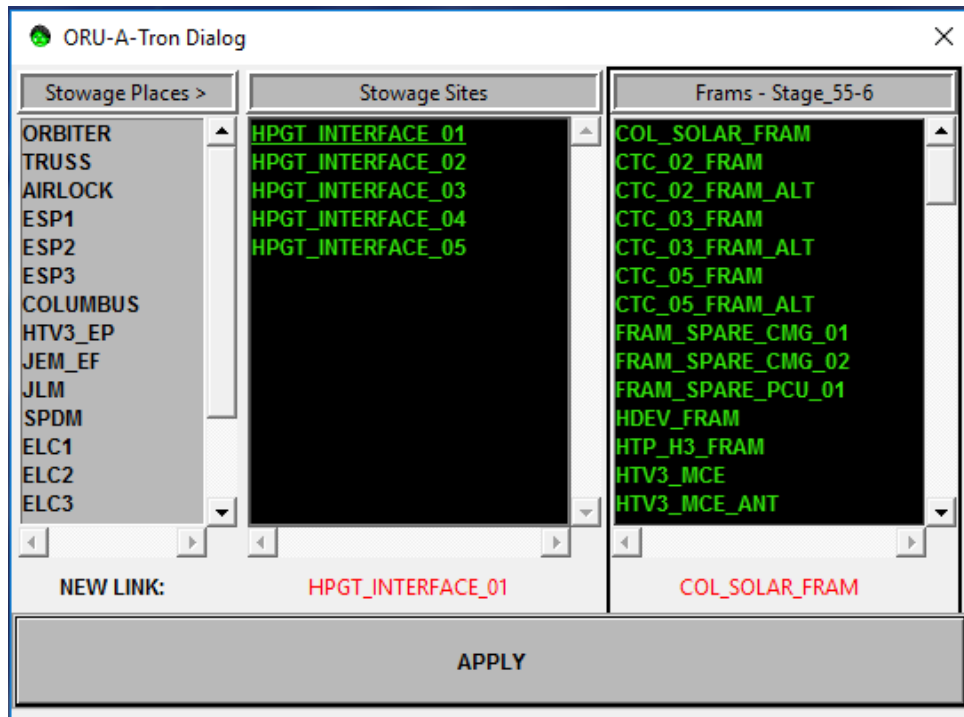 ORU-A-Tron Dialog
Stowage Places >
Stowage Sites
Frams - Stage_55-6
ORBITER
TRUSS
AIRLOCK
ESP1
ESP2
ESP3
COLUMBUS
HTV3_EP
JEM_EF
JLM
SPDM
ELC1
ELC2
ELC3
HPGT_INTERFACE_01
HPGT_INTERFACE_02
HPGT_INTERFACE_03
HPGT_INTERFACE_04
HPGT_INTERFACE_05
COL_SOLAR_FRAM
CTC_02_FRAM
CTC_02_FRAM_ALT
CTC_03_FRAM
CTC_03_FRAM_ALT
CTC_05_FRAM
CTC_05_FRAM_ALT
FRAM_SPARE_CMG_01
FRAM_SPARE_CMG_02
FRAM_SPARE_PCU_01
HDEV_FRAM
HTP_H3_FRAM
HTV3_MCE
HTV3_MCE_ANT
NEW LINK:
HPGT_INTERFACE_01
COL_SOLAR_FRAM
APPLY